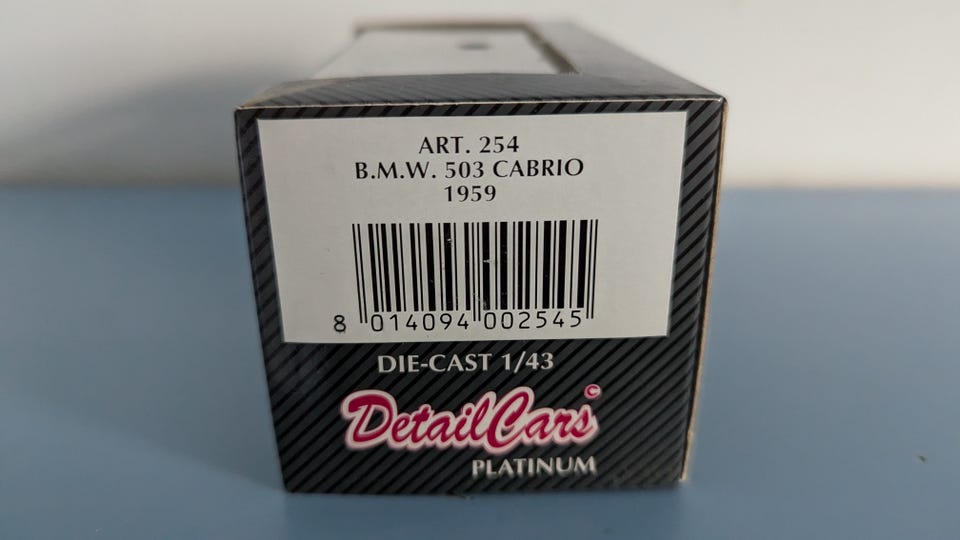 ART. 254
B.M.W. 503 CABRIO
1959
8 014094 002545
DIE-CAST 1/43
DetailCars ©
PLATINUM